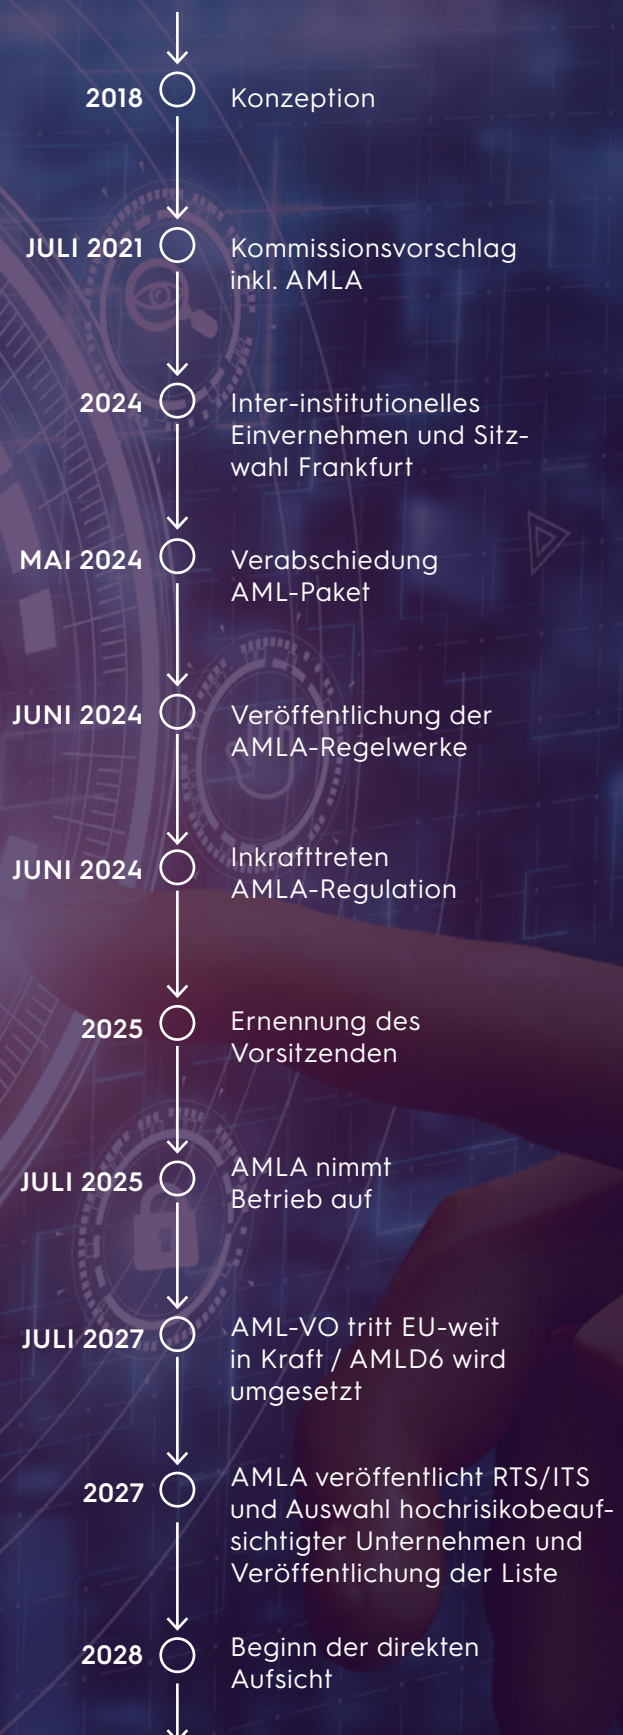 2018
Konzeption
JULI 2021
Kommissionsvorschlag
inkl. AMLA
2024
Inter-institutionelles
Einvernehmen und Sitz-
wahl Frankfurt
MAI 2024
Verabschiedung
AML-Paket
JUNI 2024
Veröffentlichung der
AMLA-Regelwerke
JUNI 2024
Inkrafttreten
AMLA-Regulation
2025
Ernennung des
Vorsitzenden
JULI 2025
AMLA nimmt
Betrieb auf
JULI 2027
AML-VO tritt EU-weit
in Kraft / AMLD6 wird
umgesetzt
2027
AMLA veröffentlicht RTS/ITS
und Auswahl hochrisikobeauf-
sichtigter Unternehmen und
Veröffentlichung der Liste
2028
Beginn der direkten
Aufsicht